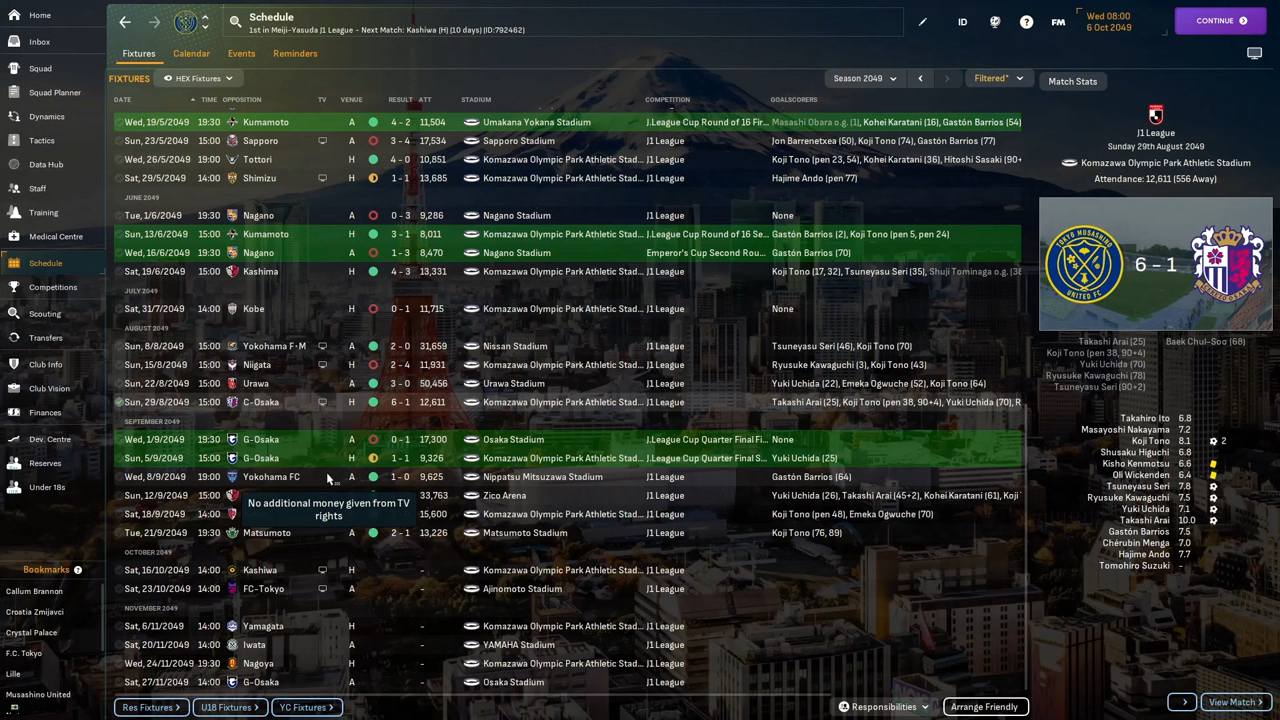 Home
Inbox
Squad
Squad Planner
Dynamics
Tactics
Data Hub
Staff
Training
Medical Centre
Schedule
Competitions
Scouting
Transfers
Club Info
Club Vision
Finances
Dev. Centre
Reserves
Under 18s
Bookmarks ?
Callum Brannon
Croatia Zmijavci
Crystal Palace
F.C. Tokyo
Lille
Musashino United
Schedule
1st in Meiji-Yasuda J1 League - Next Match: Kashiwa (H) (10 days) (ID:792462)
ID
?
FM
Wed 08:00
6 Oct 2049
CONTINUE
Fixtures Calendar Events Reminders
FIXTURES HEX Fixtures Season 2049 Filtered* Match Stats
DATE TIME OPPOSITION TV VENUE RESULT ATT STADIUM COMPETITION GOALSCORERS
Wed, 19/5/2049 19:30 Kumamoto A 4 - 2 11,504 Umakana Yokana Stadium J.League Cup Round of 16 Fir... Masashi Obara o.g. (1), Kohei Karatani (16), Gastón Barrios (54)
Sun, 23/5/2049 15:00 Sapporo A 3 - 4 17,534 Sapporo Stadium J1 League Jon Barrenetxea (50), Koji Tono (74), Gastón Barrios (77)
Wed, 26/5/2049 19:30 Tottori H 4 - 0 10,851 Komazawa Olympic Park Athletic Stad... J1 League Koji Tono (pen 23, 54), Kohei Karatani (36), Hitoshi Sasaki (90+
Sat, 29/5/2049 14:00 Shimizu H 1 - 1 13,685 Komazawa Olympic Park Athletic Stad... J1 League Hajime Ando (pen 77)
JUNE 2049
Tue, 1/6/2049 19:30 Nagano A 0 - 3 9,286 Nagano Stadium J1 League None
Sun, 13/6/2049 19:30 Kumamoto H 3 - 1 8,011 Komazawa Olympic Park Athletic Stad... J.League Cup Round of 16 Se... Gastón Barrios (2), Koji Tono (pen 5, pen 24)
Wed, 16/6/2049 19:30 Nagano A 1 - 3 8,470 Nagano Stadium Emperor's Cup Second Rou... Gastón Barrios (70)
Sat, 19/6/2049 15:00 Kashima H 4 - 3 13,331 Komazawa Olympic Park Athletic Stad... J1 League Koji Tono (17, 32), Tsuneyasu Seri (35), Shuji Tominaga o.g. (38
JULY 2049
Sat, 31/7/2049 14:00 Kobe H 0 - 1 11,715 Komazawa Olympic Park Athletic Stad... J1 League None
AUGUST 2049
Sun, 8/8/2049 15:00 Yokohama F·M A 2 - 0 31,659 Nissan Stadium J1 League Tsuneyasu Seri (46), Koji Tono (70)
Sun, 15/8/2049 15:00 Niigata H 2 - 4 11,931 Komazawa Olympic Park Athletic Stad... J1 League Ryusuke Kawaguchi (3), Koji Tono (43)
Sun, 22/8/2049 15:00 Urawa A 3 - 0 50,456 Urawa Stadium J1 League Yuki Uchida (22), Emeka Ogwuche (52), Koji Tono (64)
Sun, 29/8/2049 15:00 C-Osaka H 6 - 1 12,611 Komazawa Olympic Park Athletic Stad... J1 League Takashi Arai (25), Koji Tono (pen 38, 90+4), Yuki Uchida (70), R
SEPTEMBER 2049
Wed, 1/9/2049 19:30 G-Osaka A 0 - 1 17,300 Osaka Stadium J.League Cup Quarter Final Fi... None
Sun, 5/9/2049 19:30 G-Osaka H 1 - 1 9,326 Komazawa Olympic Park Athletic Stad... J.League Cup Quarter Final S... Yuki Uchida (25)
Wed, 8/9/2049 19:00 Yokohama FC A 1 - 0 9,625 Nippatsu Mitsuzawa Stadium J1 League Gastón Barrios (64)
Sun, 12/9/2049 15:00 33,763 Zico Arena J1 League Yuki Uchida (26), Takashi Arai (45+2), Kohei Karatani (61), Koji
Sat, 18/9/2049 14:00 15,600 Komazawa Olympic Park Athletic Stad... J1 League Koji Tono (pen 48), Emeka Ogwuche (70)
No additional money given from TV
rights
Tue, 21/9/2049 19:30 Matsumoto A 2 - 1 13,226 Matsumoto Stadium J1 League Koji Tono (76, 89)
OCTOBER 2049
Sat, 16/10/2049 14:00 Kashiwa H - Komazawa Olympic Park Athletic Stad... J1 League
Sat, 23/10/2049 14:00 FC-Tokyo A - Ajinomoto Stadium J1 League
NOVEMBER 2049
Sat, 6/11/2049 14:00 Yamagata H - Komazawa Olympic Park Athletic Stad... J1 League
Sat, 20/11/2049 14:00 Iwata A - YAMAHA Stadium J1 League
Wed, 24/11/2049 19:30 Nagoya H - Komazawa Olympic Park Athletic Stad... J1 League
Sat, 27/11/2049 14:00 G-Osaka A - Osaka Stadium J1 League
Res Fixtures U18 Fixtures YC Fixtures Responsibilities Arrange Friendly View Match
J1 League
Sunday 29th August 2049
Komazawa Olympic Park Athletic Stadium
Attendance: 12,611 (556 Away)
TOKYO MUSASHINO
UNITED FC
6 - 1
CEREZO OSAKA
Takashi Arai (25) Baek Chul-Soo (68)
Koji Tono (pen 38, 90+4)
Yuki Uchida (70)
Ryusuke Kawaguchi (78)
Tsuneyasu Seri (90+2)
Takahiro Ito 6.8
Masayoshi Nakayama 7.2
Koji Tono 8.1 2
Shusaku Higuchi 6.8
Kisho Kenmotsu 6.6
Oli Wickenden 6.4
Tsuneyasu Seri 7.8
Ryusuke Kawaguchi 7.5
Yuki Uchida 7.1
Takashi Arai 10.0
Gastón Barrios 7.5
Chérubin Menga 7.0
Hajime Ando 7.7
Tomohiro Suzuki -